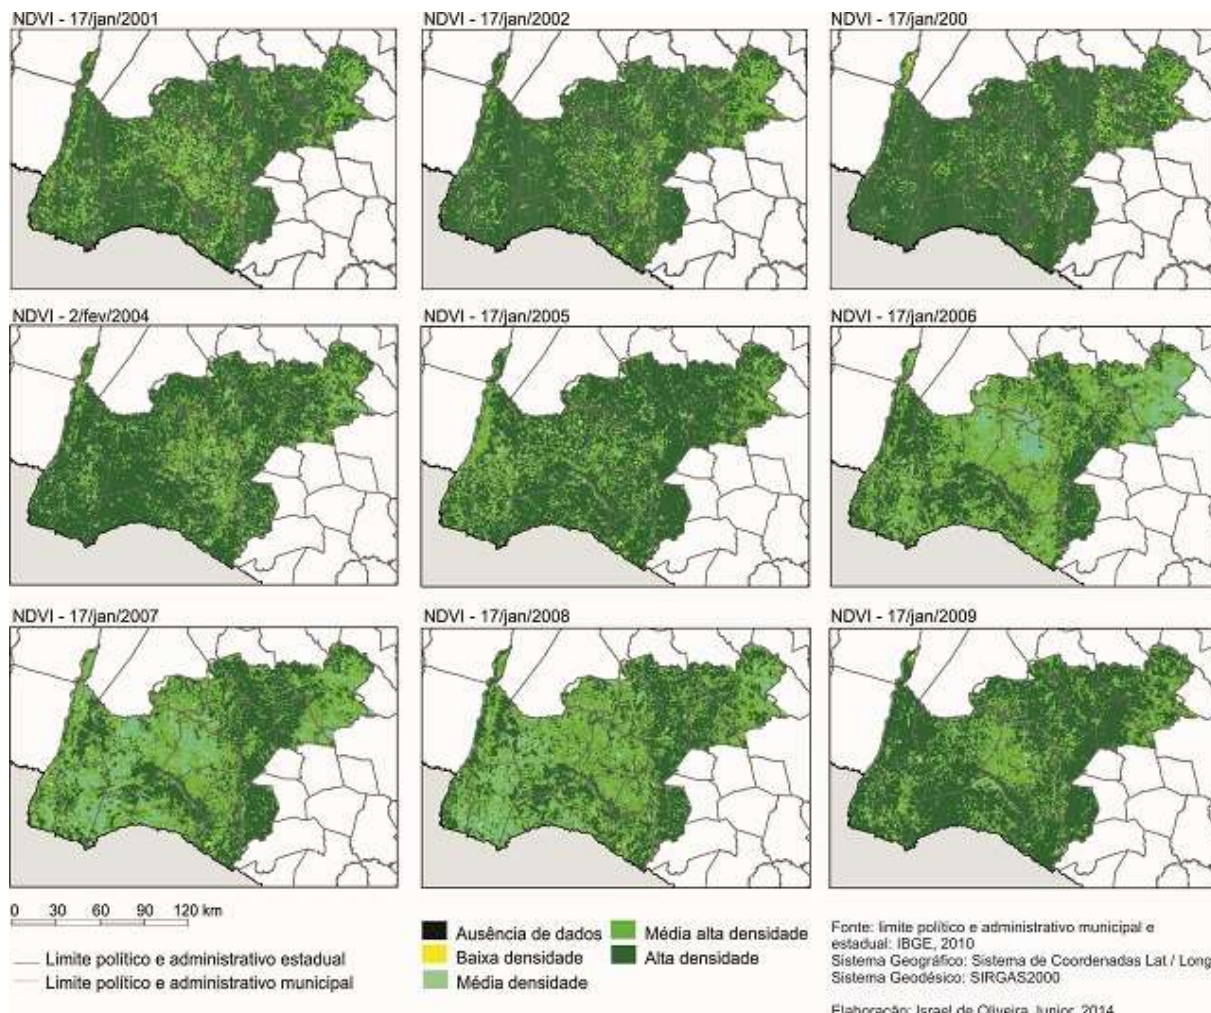 NDVI - 17/jan/2001
NDVI - 17/jan/2002
NDVI - 17/jan/200
NDVI - 2/fev/2004
NDVI - 17/jan/2005
NDVI - 17/jan/2006
NDVI - 17/jan/2007
NDVI - 17/jan/2008
NDVI - 17/jan/2009
0 30 60 90 120 km
Limite político e administrativo estadual
Limite político e administrativo municipal
Ausência de dados
Baixa densidade
Média densidade
Média alta densidade
Alta densidade
Fonte: limite político e administrativo municipal e
estadual: IBGE, 2010
Sistema Geográfico: Sistema de Coordenadas Lat / Long
Sistema Geodésico: SIRGAS2000
Elaboração: Israel de Oliveira Junior, 2014